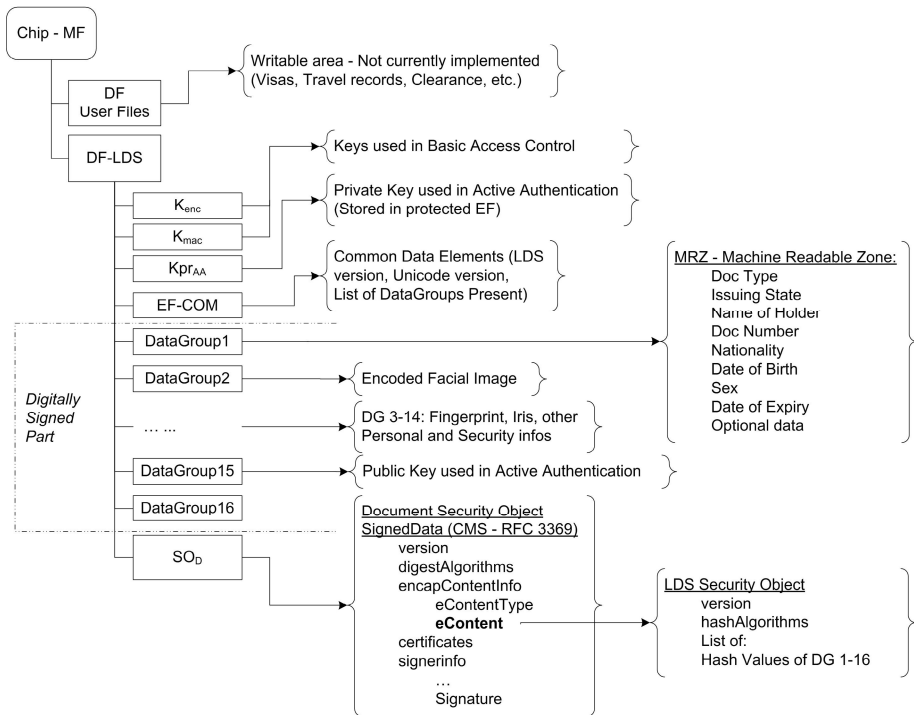 Chip - MF
DF
User Files
Writable area - Not currently implemented
(Visas, Travel records, Clearance, etc.)
DF-LDS
Keys used in Basic Access Control
Kenc
Kmac
Private Key used in Active Authentication
(Stored in protected EF)
KprAA
EF-COM
Common Data Elements (LDS
version, Unicode version,
List of DataGroups Present)
MRZ - Machine Readable Zone:
Doc Type
Issuing State
Name of Holder
Doc Number
Nationality
Date of Birth
Sex
Date of Expiry
Optional data
Digitally
Signed
Part
DataGroup1
DataGroup2
Encoded Facial Image
... ...
DG 3-14: Fingerprint, Iris, other
Personal and Security infos
DataGroup15
Public Key used in Active Authentication
DataGroup16
SOD
Document Security Object
SignedData (CMS - RFC 3369)
version
digestAlgorithms
encapContentInfo
eContentType
eContent
certificates
signerinfo
...
Signature
LDS Security Object
version
hashAlgorithms
List of:
Hash Values of DG 1-16